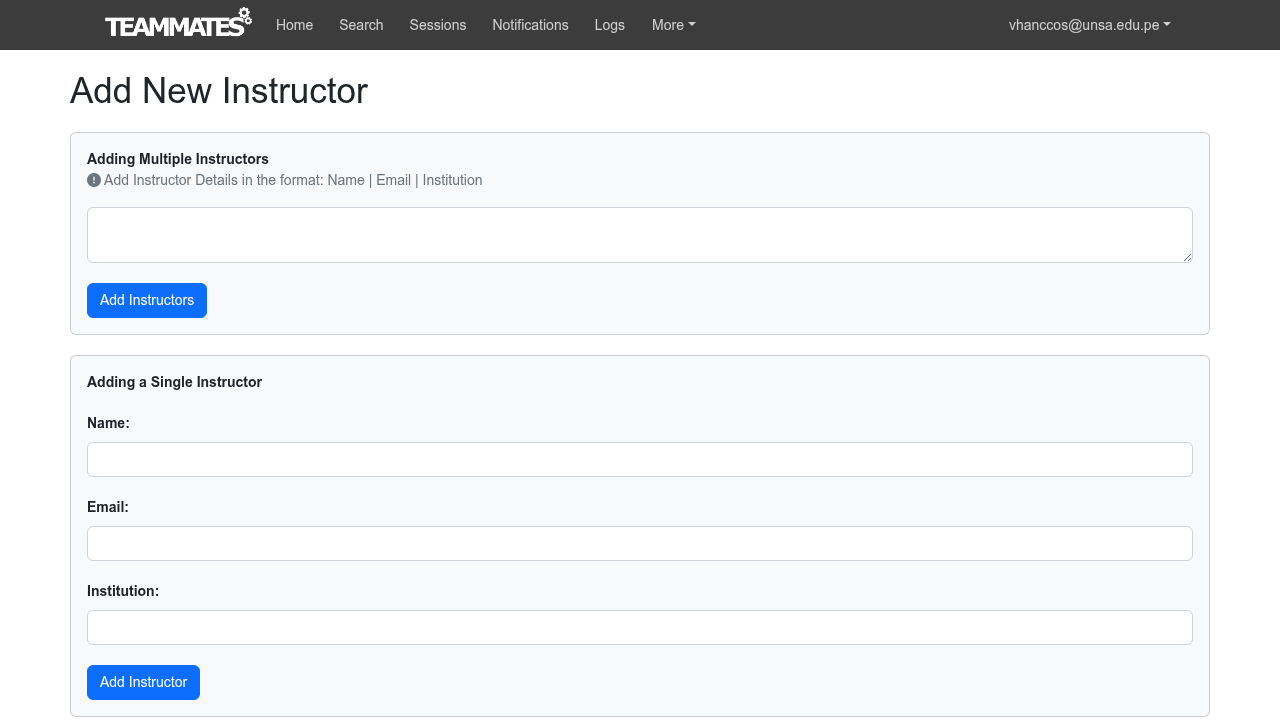 TEAMMATES Home Search Sessions Notifications Logs More vhanccos@unsa.edu.pe
Add New Instructor
Adding Multiple Instructors
Add Instructor Details in the format: Name | Email | Institution
Add Instructors
Adding a Single Instructor
Name:
Email:
Institution:
Add Instructor